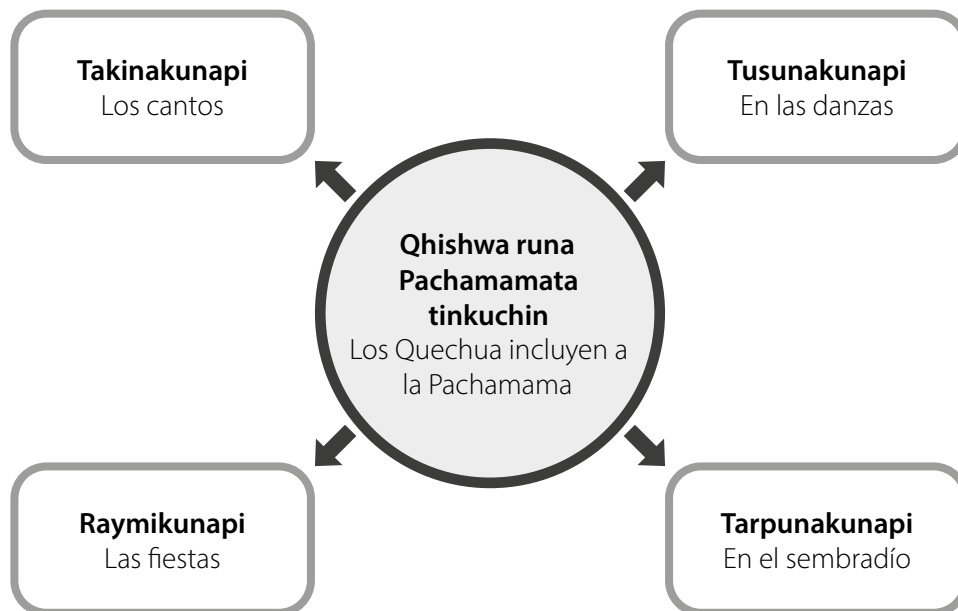 Takinakunapi
Los cantos
Tusunakunapi
En las danzas
Qhishwa runa
Pachamamata
tinkuchin
Los Quechua incluyen a
la Pachamama
Raymikunapi
Las fiestas
Tarpunakunapi
En el sembradío